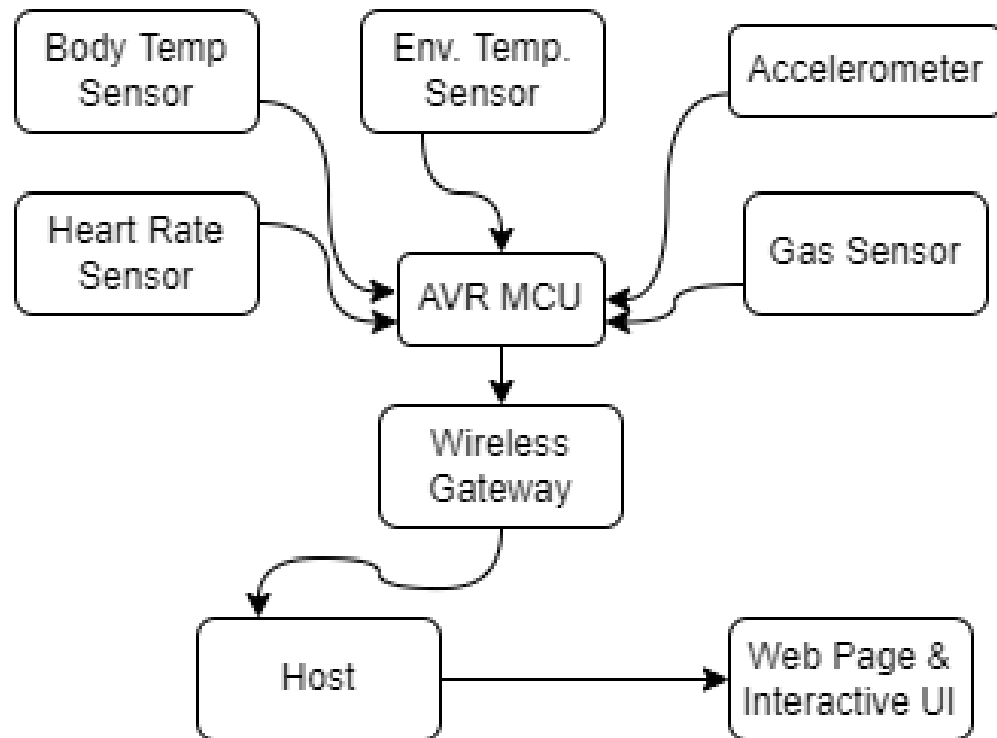 Body Temp
Sensor
Env. Temp.
Sensor
Accelerometer
Heart Rate
Sensor
Gas Sensor
AVR MCU
Wireless
Gateway
Host
Web Page &
Interactive UI